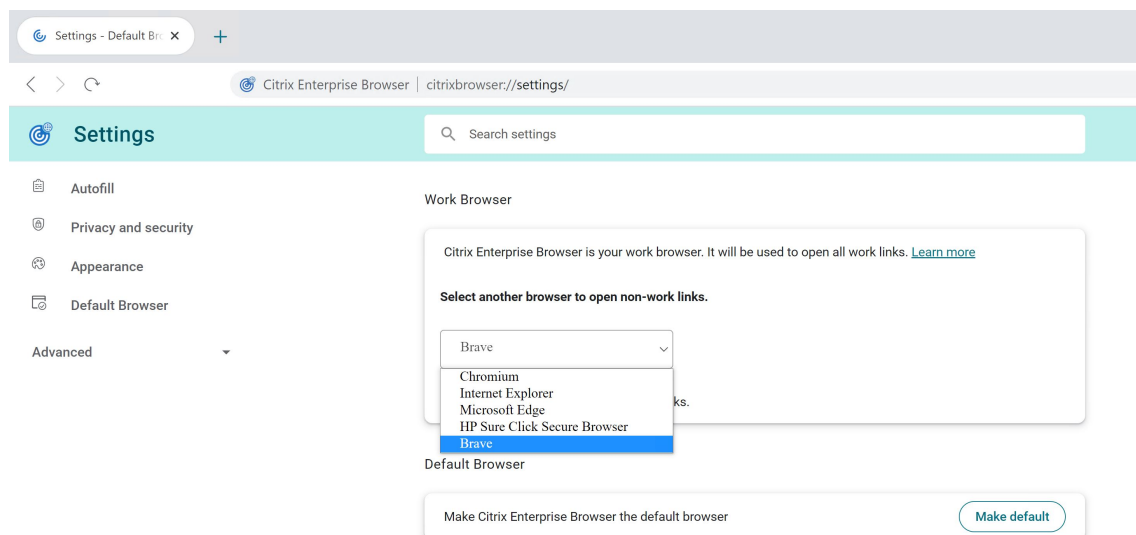 Settings - Default Bro
Citrix Enterprise Browser | citrixbrowser://settings/
Settings
Search settings
Autofill
Privacy and security
Appearance
Default Browser
Advanced
Work Browser
Citrix Enterprise Browser is your work browser. It will be used to open all work links. Learn more
Select another browser to open non-work links.
Brave
Chromium
Internet Explorer
Microsoft Edge
HP Sure Click Secure Browser
Brave
ks.
Default Browser
Make Citrix Enterprise Browser the default browser
Make default